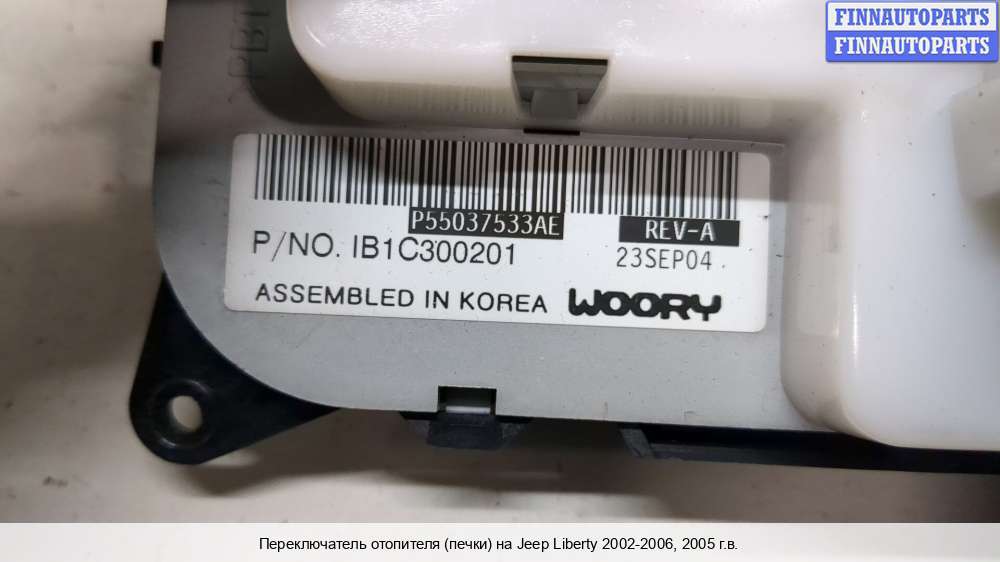 FINNAUTOPARTS
FINNAUTOPARTS
P55037533AE
REV-A
P/NO. IB1C300201
23SEP04
ASSEMBLED IN KOREA WOORY
Переключатель отопителя (печки) на Jeep Liberty 2002-2006, 2005 г.в.